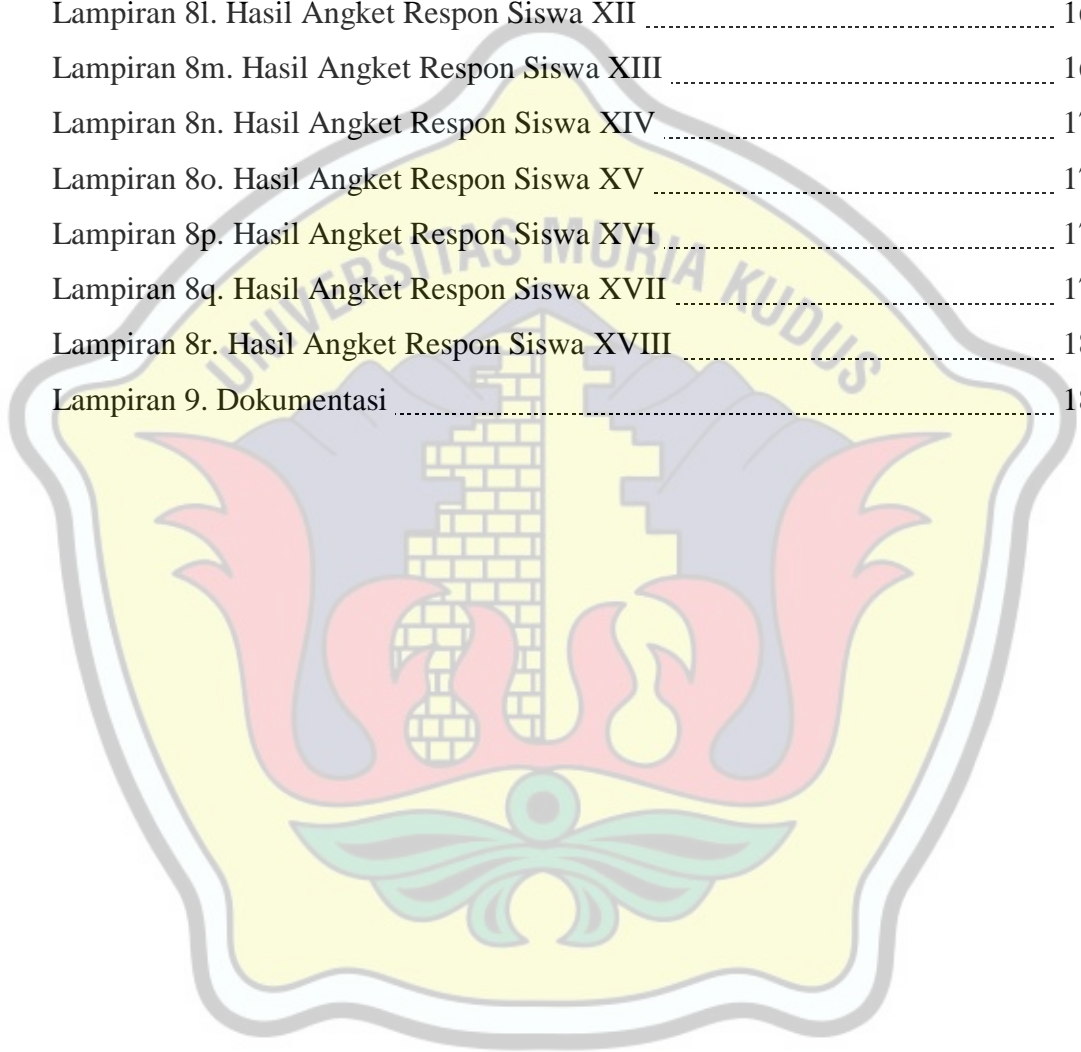 Lampiran 8l. Hasil Angket Respon Siswa XII
Lampiran 8m. Hasil Angket Respon Siswa XIII
Lampiran 8n. Hasil Angket Respon Siswa XIV
Lampiran 8o. Hasil Angket Respon Siswa XV
Lampiran 8p. Hasil Angket Respon Siswa XVI
Lampiran 8q. Hasil Angket Respon Siswa XVII
Lampiran 8r. Hasil Angket Respon Siswa XVIII
Lampiran 9. Dokumentasi
UNIVERSITAS MURIA KUDUS